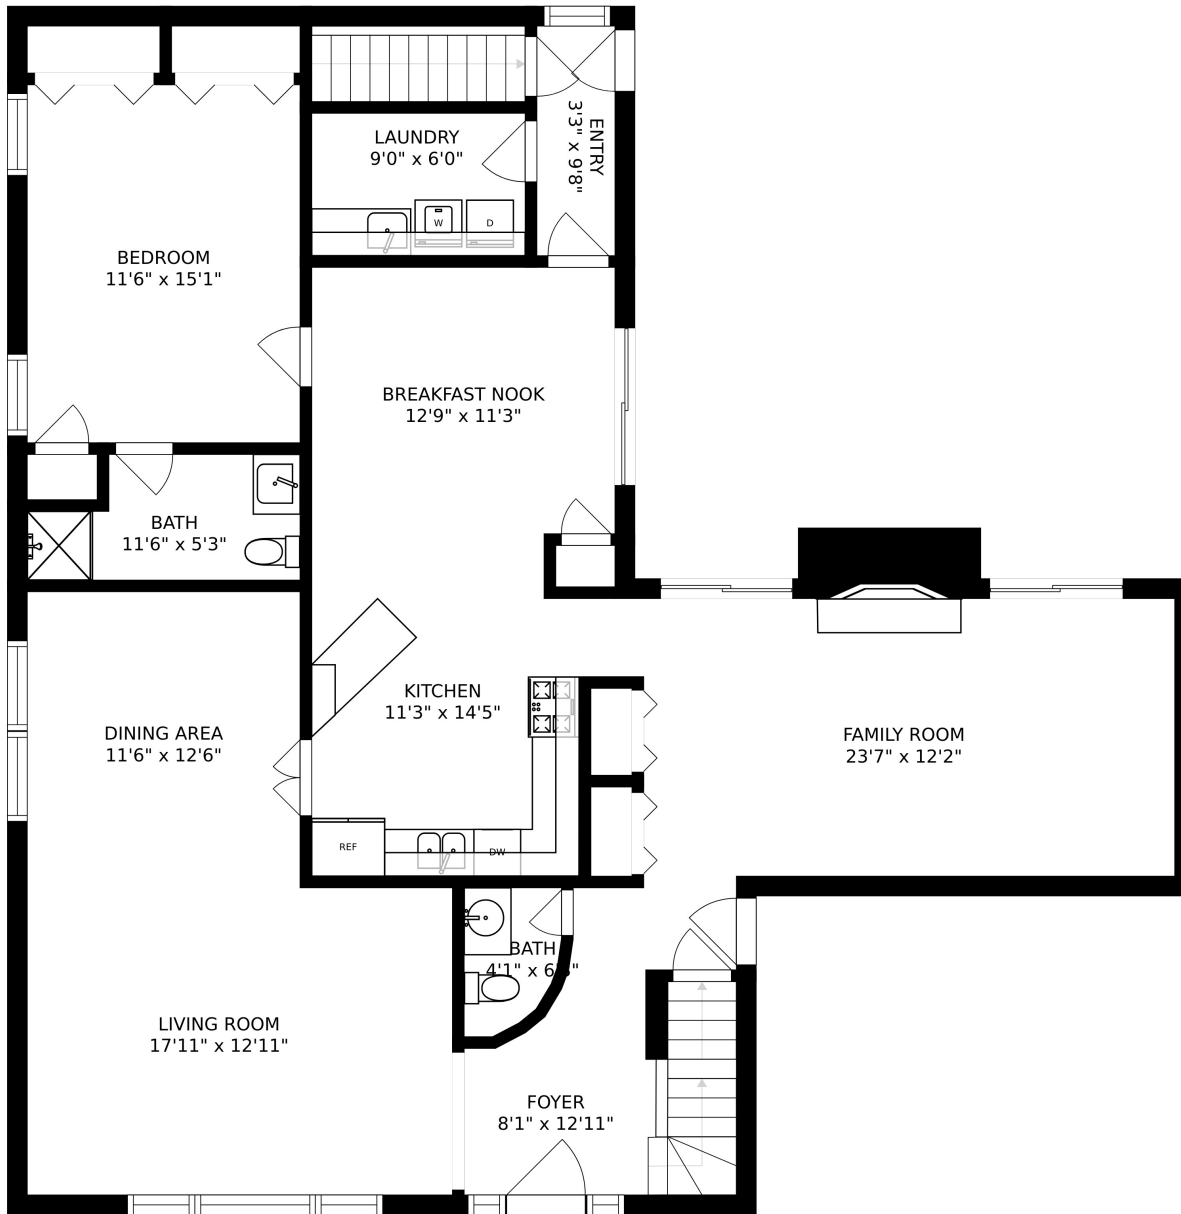 LAUNDRY
9'0" x 6'0"
ENTRY
3'3" x 9'8"
W
D
BEDROOM
11'6" x 15'1"
BREAKFAST NOOK
12'9" x 11'3"
BATH
11'6" x 5'3"
KITCHEN
11'3" x 14'5"
DINING AREA
11'6" x 12'6"
FAMILY ROOM
23'7" x 12'2"
REF
DW
BATH
4'1" x
LIVING ROOM
17'11" x 12'11"
FOYER
8'1" x 12'11"